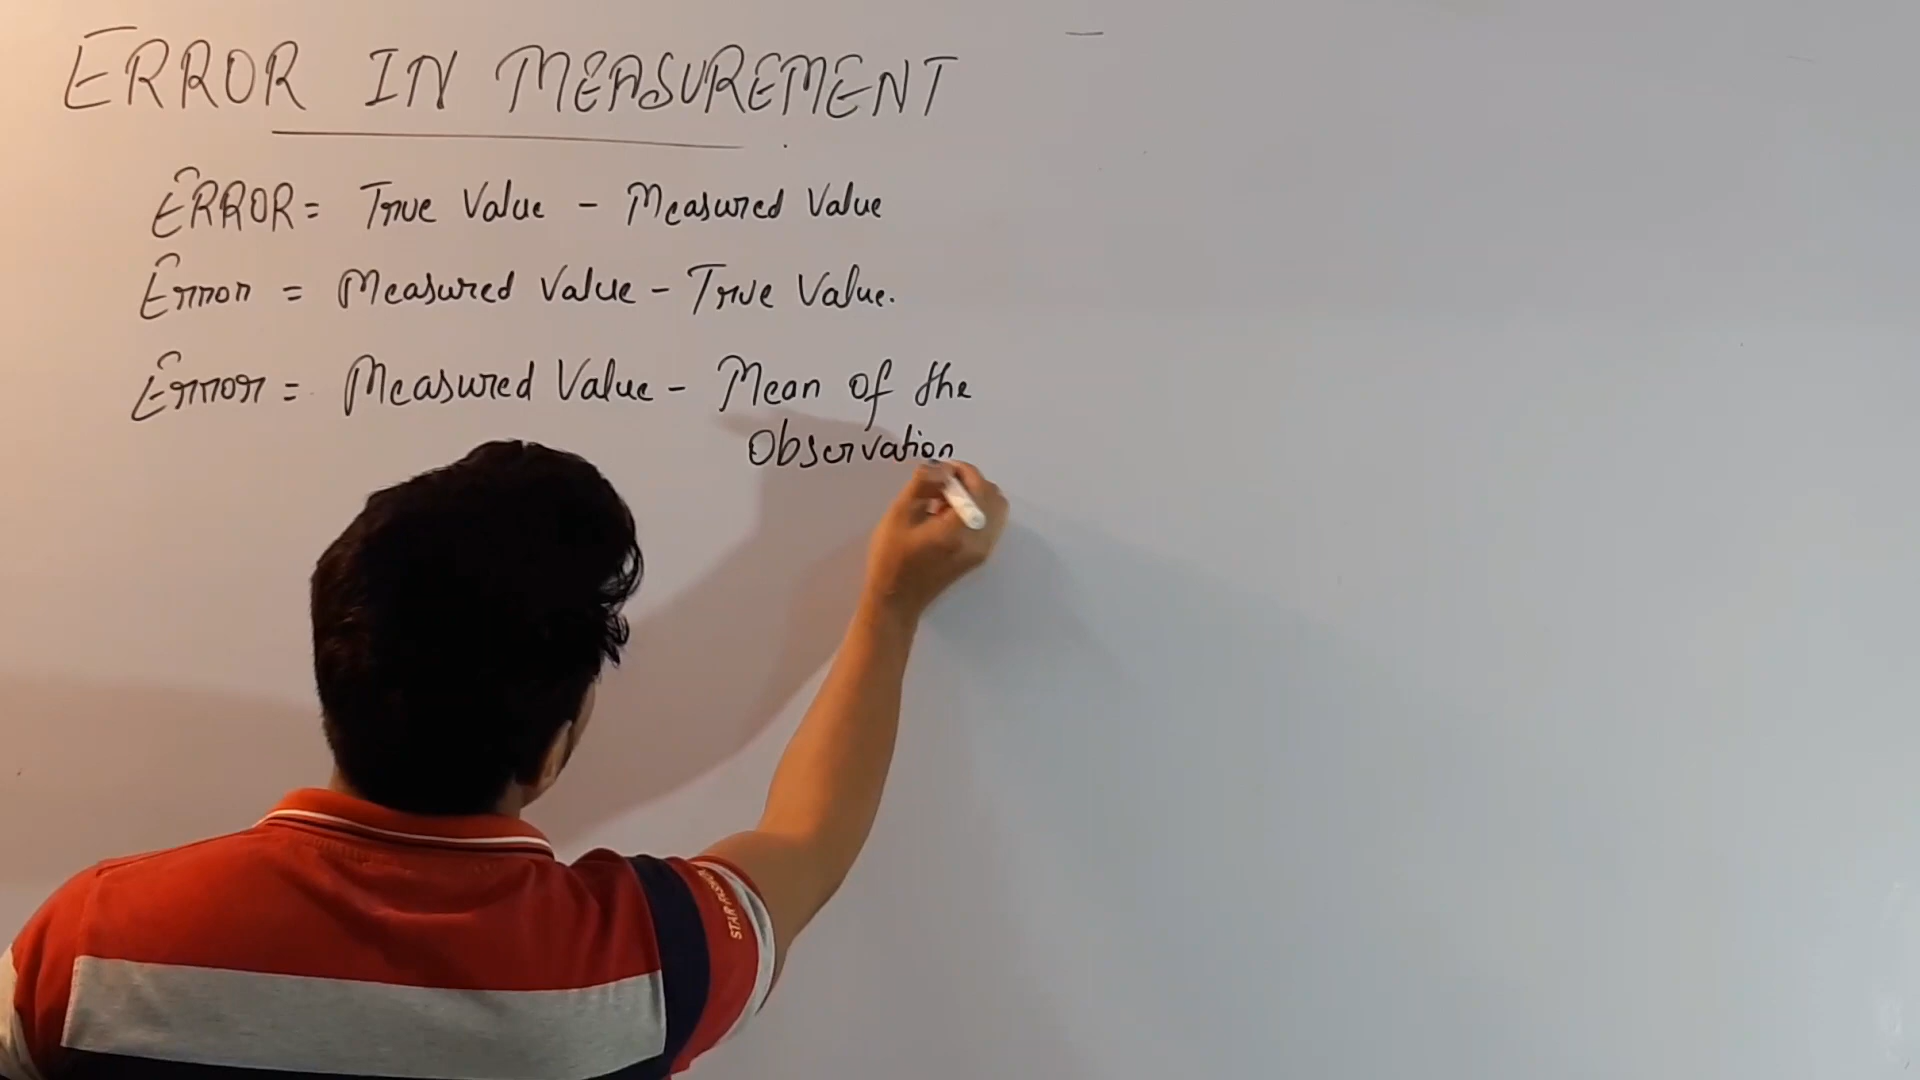 ERROR IN MEASUREMENT
ERROR = True Value - Measured Value
Error = Measured Value - True Value.
Error = Measured Value - Mean of the
Observation